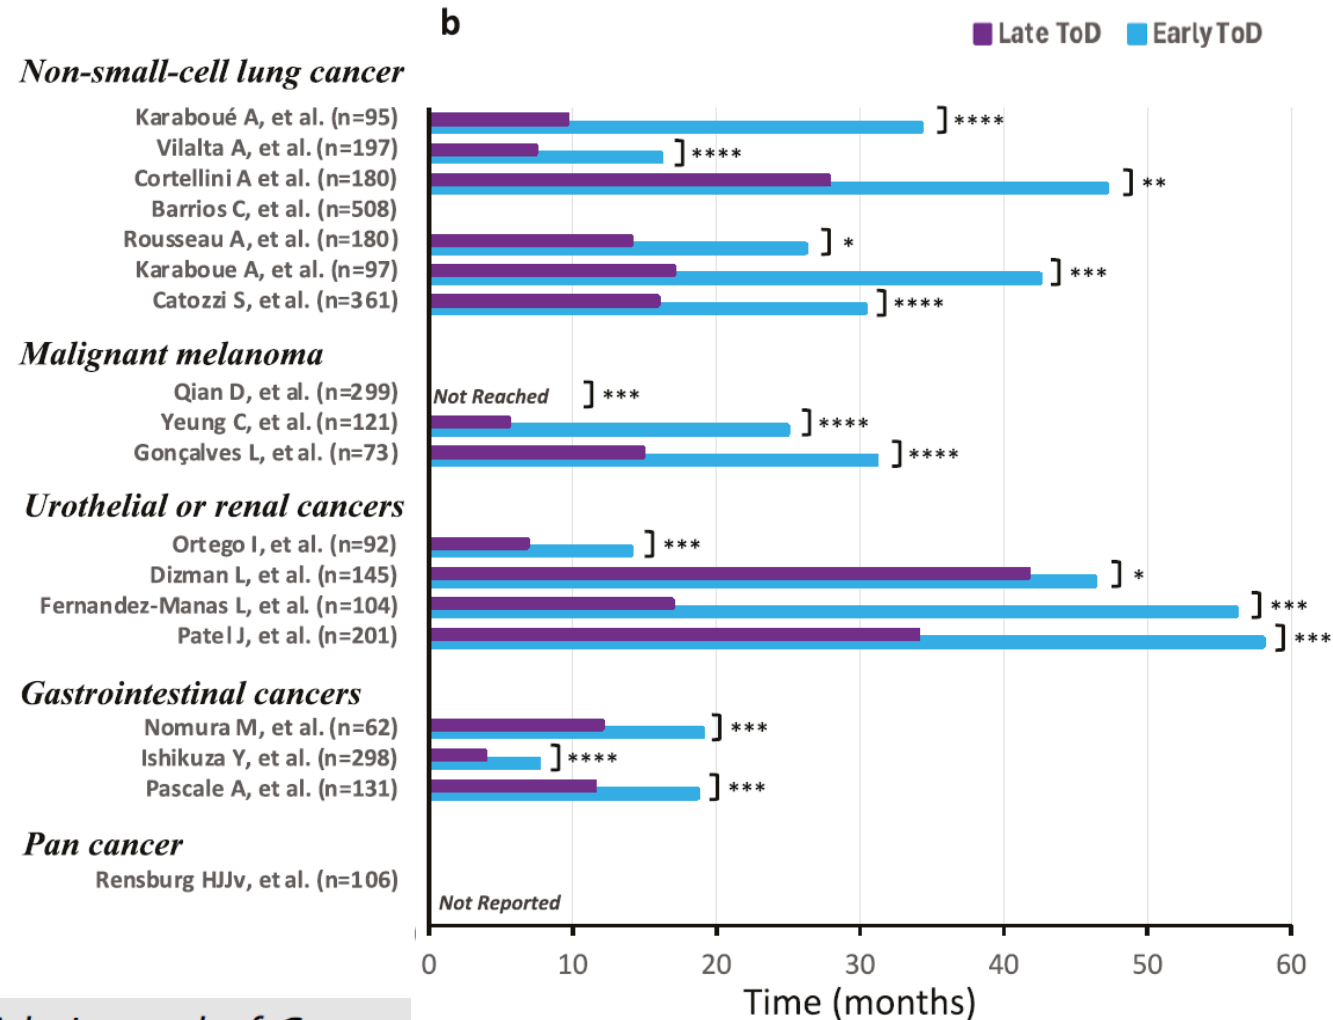 b
Late ToD
Early ToD
Non-small-cell lung cancer
Karaboué A, et al. (n=95)
****
Vilalta A, et al. (n=197)
****
Cortellini A et al. (n=180)
**
Barrios C, et al. (n=508)
Rousseau A, et al. (n=180)
*
Karaboue A, et al. (n=97)
***
Catozzi S, et al. (n=361)
****
Malignant melanoma
Qian D, et al. (n=299)
Not Reached
***
Yeung C, et al. (n=121)
****
Gonçalves L, et al. (n=73)
****
Urothelial or renal cancers
Ortego I, et al. (n=92)
***
Dizman L, et al. (n=145)
*
Fernandez-Manas L, et al. (n=104)
***
Patel J, et al. (n=201)
***
Gastrointestinal cancers
Nomura M, et al. (n=62)
***
Ishikuza Y, et al. (n=298)
****
Pascale A, et al. (n=131)
***
Pan cancer
Rensburg HJJv, et al. (n=106)
Not Reported
0 10 20 30 40 50 60
Time (months)